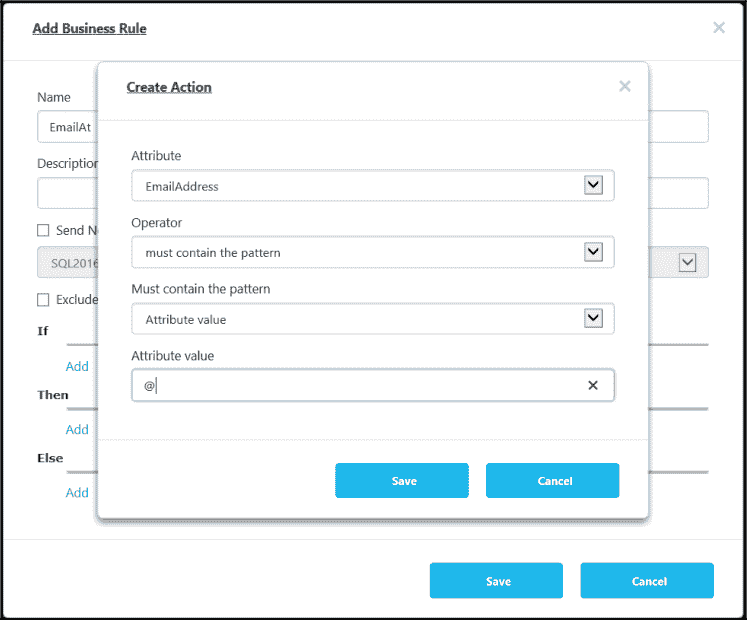 Add Business Rule
Create Action
Name
EmailAt
Attribute
EmailAddress
Description
Operator
must contain the pattern
Send N
SQL2016
Must contain the pattern
Exclude
Attribute value
If
Attribute value
Add
@
Then
Add
Else
Save Cancel
Add
Save Cancel